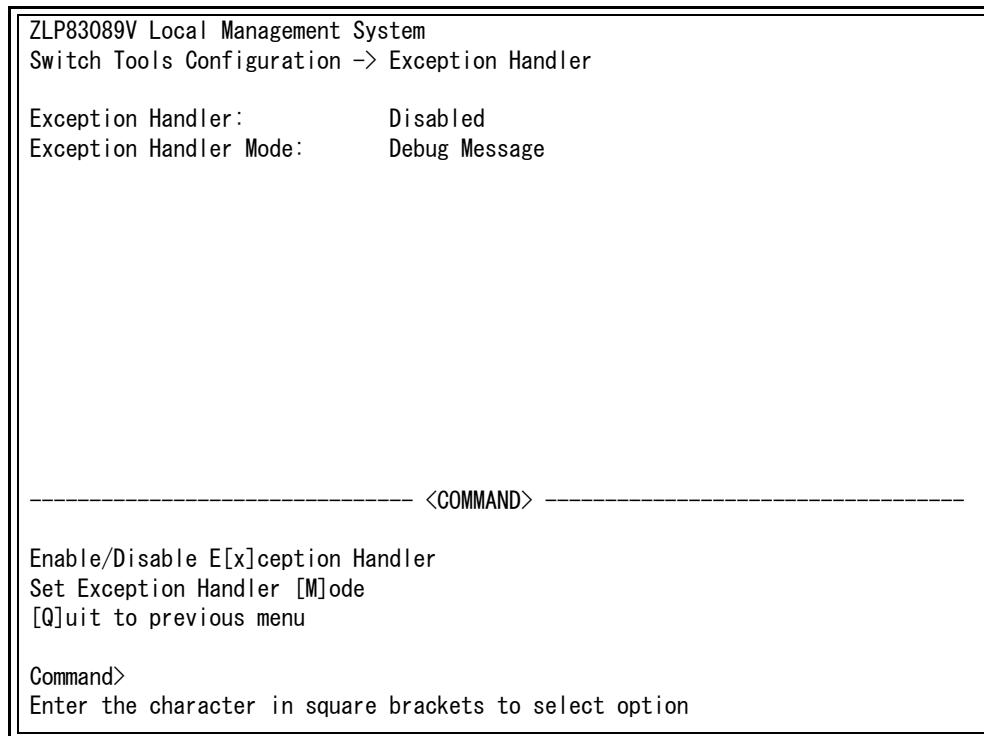 ZLP83089V Local Management System
Switch Tools Configuration -> Exception Handler
Exception Handler: Disabled
Exception Handler Mode: Debug Message
-------------------------------- <COMMAND> -----------------------------------
Enable/Disable E[x]ception Handler
Set Exception Handler [M]ode
[Q]uit to previous menu
Command>
Enter the character in square brackets to select option